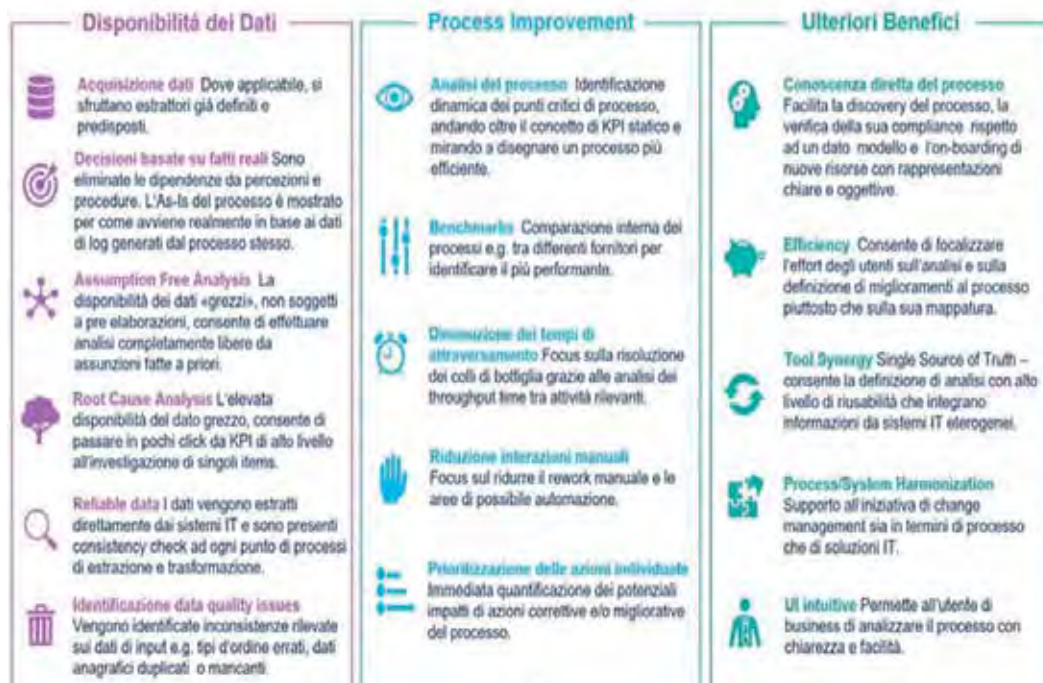 Disponibilità dei Dati
Acquisizione dati Dove applicabile, si
sfruttano estrattori già definiti e
predisposti.
Decisioni basate su fatti reali Sono
eliminate le dipendenze da percezioni e
procedure. L'As-Is del processo è mostrato
per come avviene realmente in base ai dati
di log generati dal processo stesso.
Assumption Free Analysis La
disponibilità dei dati «grezzi», non soggetti
a pre elaborazioni, consente di effettuare
analisi completamente libere da
assunzioni fatte a priori.
Root Cause Analysis L'elevata
disponibilità del dato grezzo, consente di
passare in pochi click da KPI di alto livello
all'investigazione di singoli items.
Reliable data I dati vengono estratti
direttamente dai sistemi IT e sono presenti
consistency check ad ogni punto di processi
di estrazione e trasformazione.
Identificazione data quality issues
Vengono identificate inconsistenze rilevate
sui dati di input e.g. tipi d'ordine errati, dati
anagrafici duplicati o mancanti.
Process Improvement
Analisi del processo Identificazione
dinamica dei punti critici di processo,
andando oltre il concetto di KPI statico e
mirando a disegnare un processo più
efficiente.
Benchmarks Comparazione interna dei
processi e.g. tra differenti fornitori per
identificare il più performante.
Diminuzione dei tempi di
attraversamento Focus sulla risoluzione
dei colli di bottiglia grazie alle analisi dei
throughput time tra attività rilevanti.
Riduzione interazioni manuali
Focus sul ridurre il rework manuale e le
aree di possibile automazione.
Prioritizzazione delle azioni individuate
Immediata quantificazione dei potenziali
impatti di azioni correttive e/o migliorative
del processo.
Ulteriori Benefici
Conoscenza diretta del processo
Facilita la discovery del processo, la
verifica della sua compliance rispetto
ad un dato modello e l'on-boarding di
nuove risorse con rappresentazioni
chiare e oggettive.
Efficiency Consente di focalizzare
l'effort degli utenti sull'analisi e sulla
definizione di miglioramenti al processo
piuttosto che sulla sua mappatura.
Tool Synergy Single Source of Truth –
consente la definizione di analisi con alto
livello di riusabilità che integrano
informazioni da sistemi IT eterogenei.
Process/System Harmonization
Supporto all'iniziativa di change
management sia in termini di processo
che di soluzioni IT.
UI intuitive Permette all'utente di
business di analizzare il processo con
chiarezza e facilità.